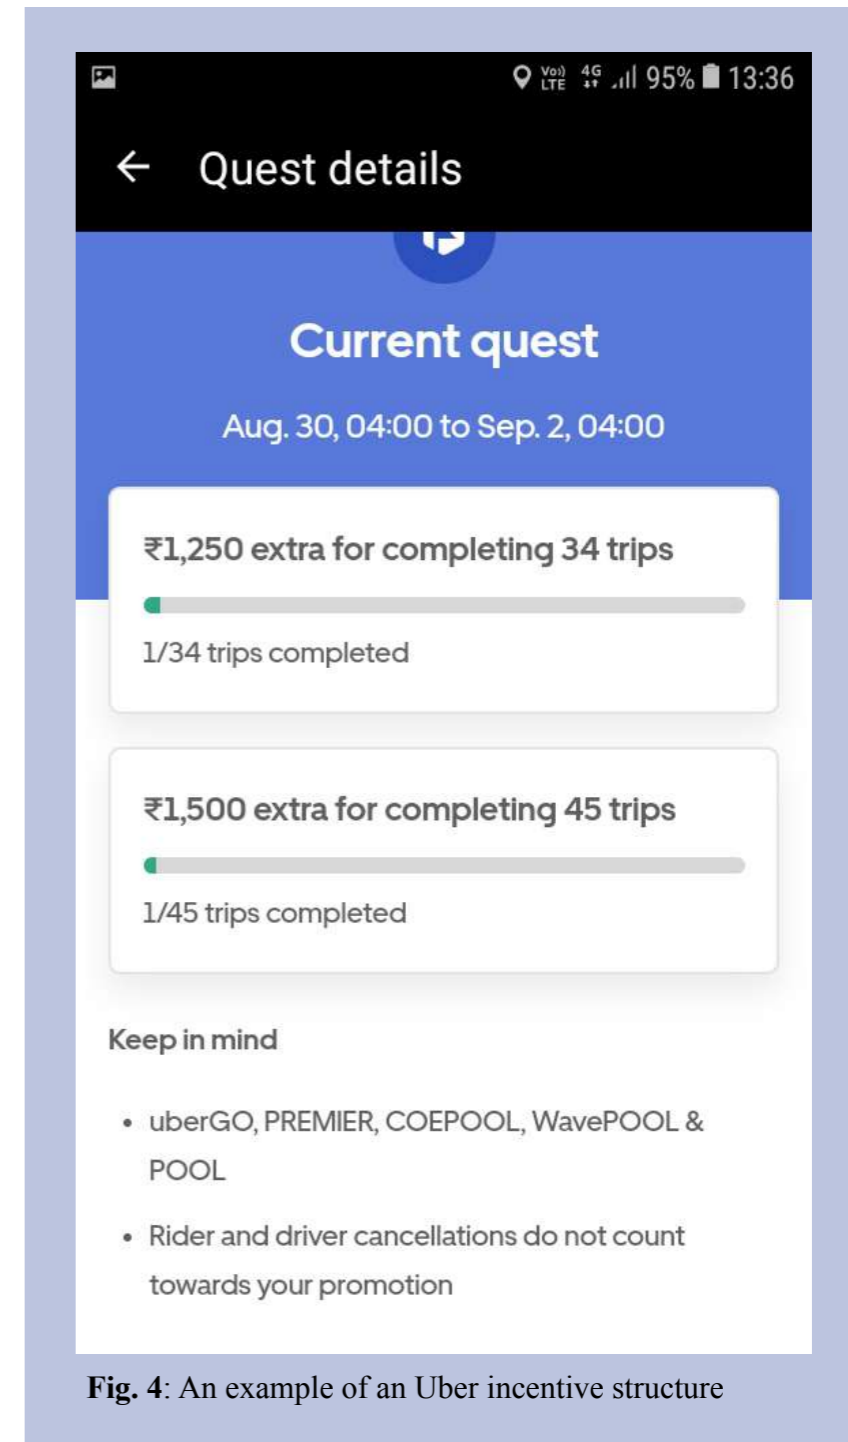 Vo)) LTE 4G 95% 13:36
← Quest details
Current quest
Aug. 30, 04:00 to Sep. 2, 04:00
₹1,250 extra for completing 34 trips
1/34 trips completed
₹1,500 extra for completing 45 trips
1/45 trips completed
Keep in mind
• uberGO, PREMIER, COEPOOL, WavePOOL &
POOL
• Rider and driver cancellations do not count
towards your promotion
Fig. 4: An example of an Uber incentive structure